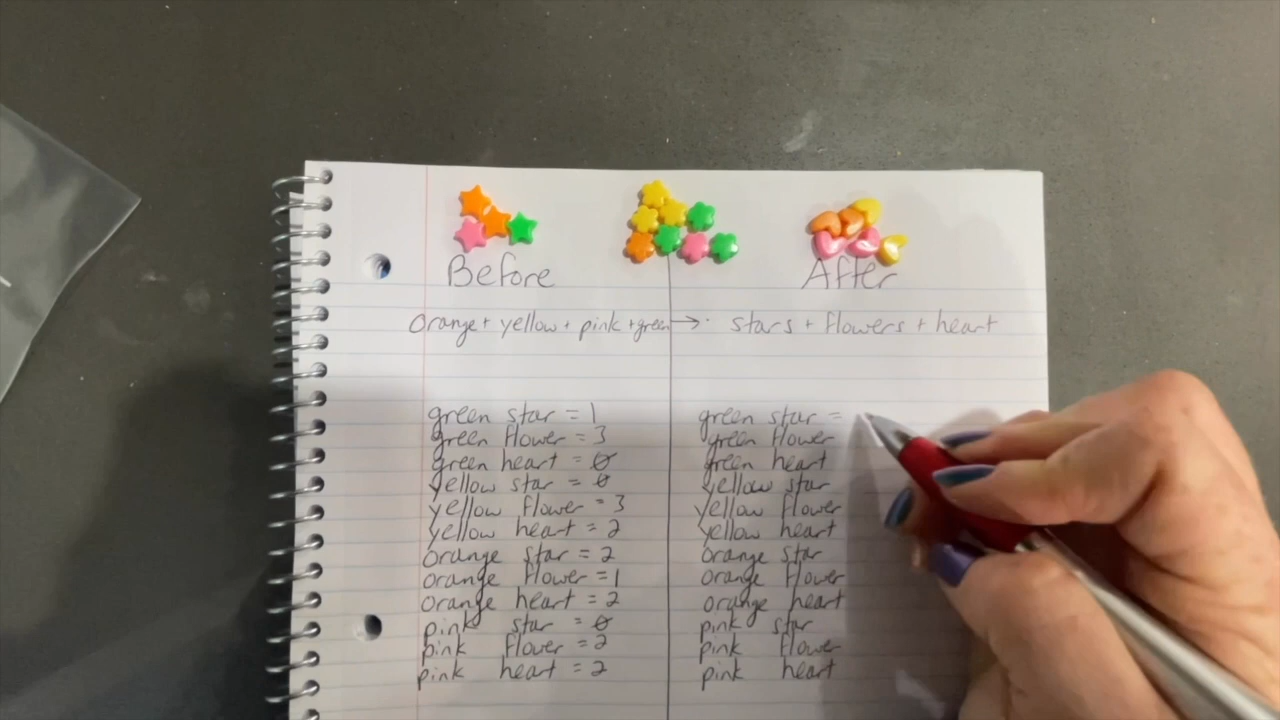 Before After
Orange + yellow + pink + green → stars + flowers + heart
green star = 1
green flower = 3
green heart = 0
yellow star = 0
yellow flower = 3
yellow heart = 2
orange star = 2
orange flower = 1
orange heart = 2
pink star = 0
pink flower = 2
pink heart = 2
green star =
green flower
green heart
yellow star
yellow flower
yellow heart
orange star
orange flower
orange heart
pink star
pink flower
pink heart